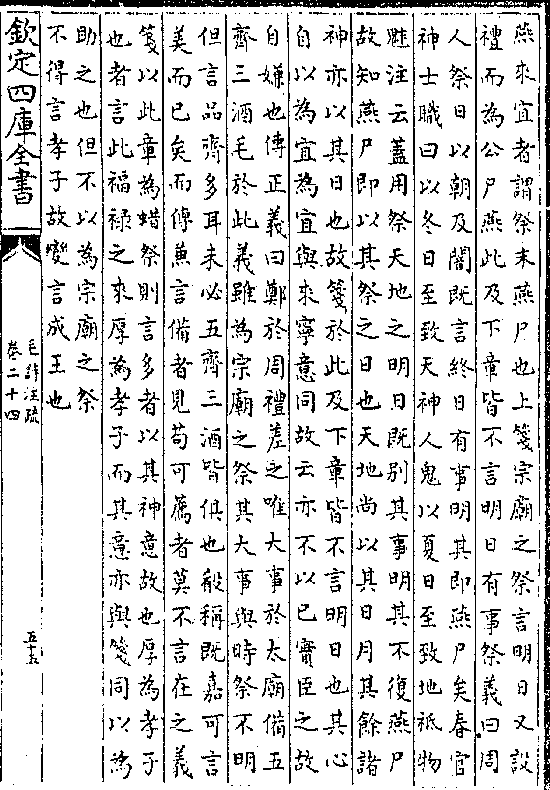 燕來宜者謂祭末燕尸也上箋宗廟之祭言明日又設
禮而為公尸燕此及下章皆不言明日有事祭義曰周
人祭日以朝及闇既言終日有事明其即燕尸矣春官
神士職曰以冬日至致天神人鬼以夏日至致地祗物
鬽注云蓋用祭天地之明日既别其事明其不復燕尸
故知燕尸即以其祭之日也天地尚以其日月其餘諸
神亦以其日也故箋於此及下章皆不言明日也其心
自以為宜為宜與來寧意同故云亦不以已實臣之故
自嫌也傳正義曰鄭於周禮差之唯大事於太廟備五
齊三酒毛於此義雖為宗廟之祭其大事與時祭不明
但言品齊多耳未必五齊三酒皆俱也般稱既嘉可言
美而已矣而傳兼言備者見苟可薦者莫不言在之義
箋以此章為蜡祭則言多者以其神意故也厚為孝子
也者言此福禄之來厚為孝子而其意亦與箋同以為
助之也但不以為宗廟之祭
不得言孝子故變言成王也
欽定四庫全書
毛詩注疏
卷二十四
五十五